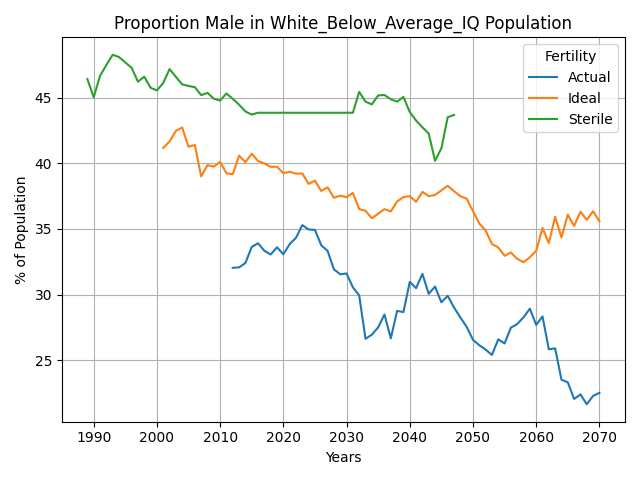 Proportion Male in White_Below_Average_IQ Population
Fertility
Actual
Ideal
Sterile
% of Population
45
40
35
30
25
1990 2000 2010 2020 2030 2040 2050 2060 2070
Years